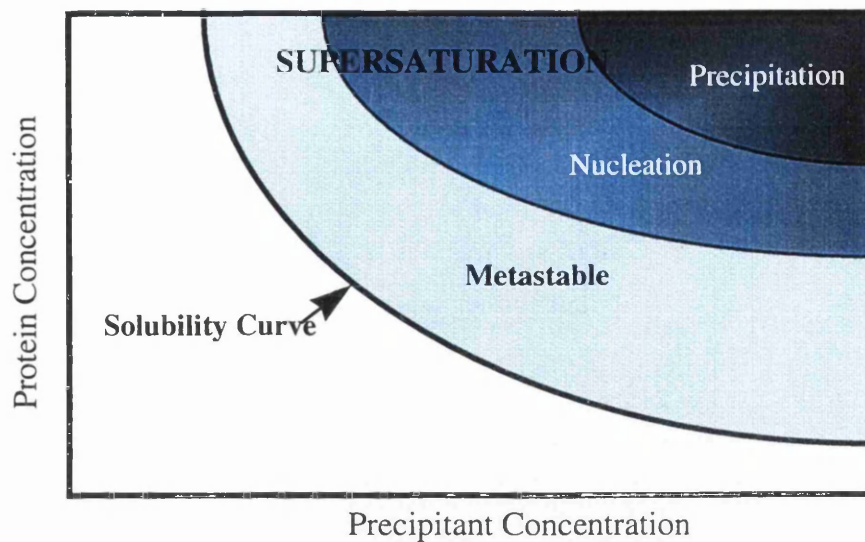 SUPERSATURATION
Precipitation
Nucleation
Metastable
Solubility Curve
Protein Concentration
Precipitant Concentration